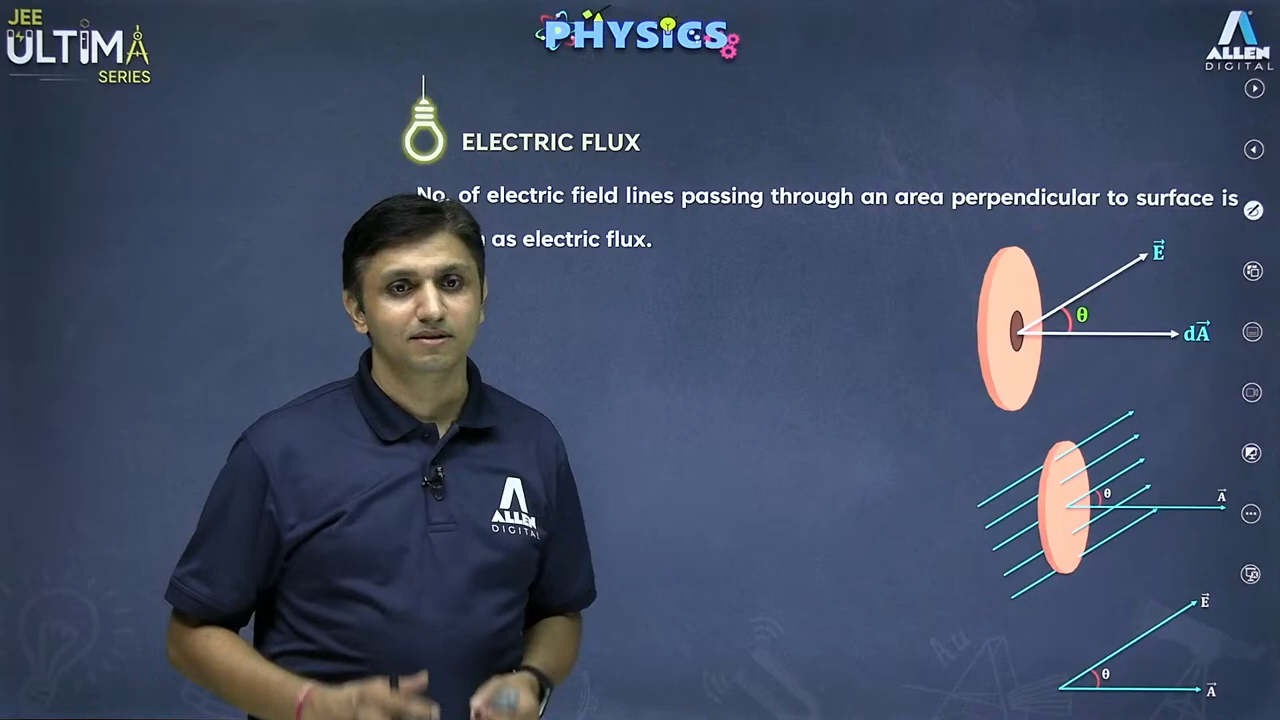 JEE
ULTIMA
SERIES
PHYSICS
ALLEN
DIGITAL
ELECTRIC FLUX
No. of electric field lines passing through an area perpendicular to surface is
as electric flux.
E⃗
θ
dA⃗
θ
A⃗
E⃗
θ
A⃗
ALLEN
DIGITAL
Au